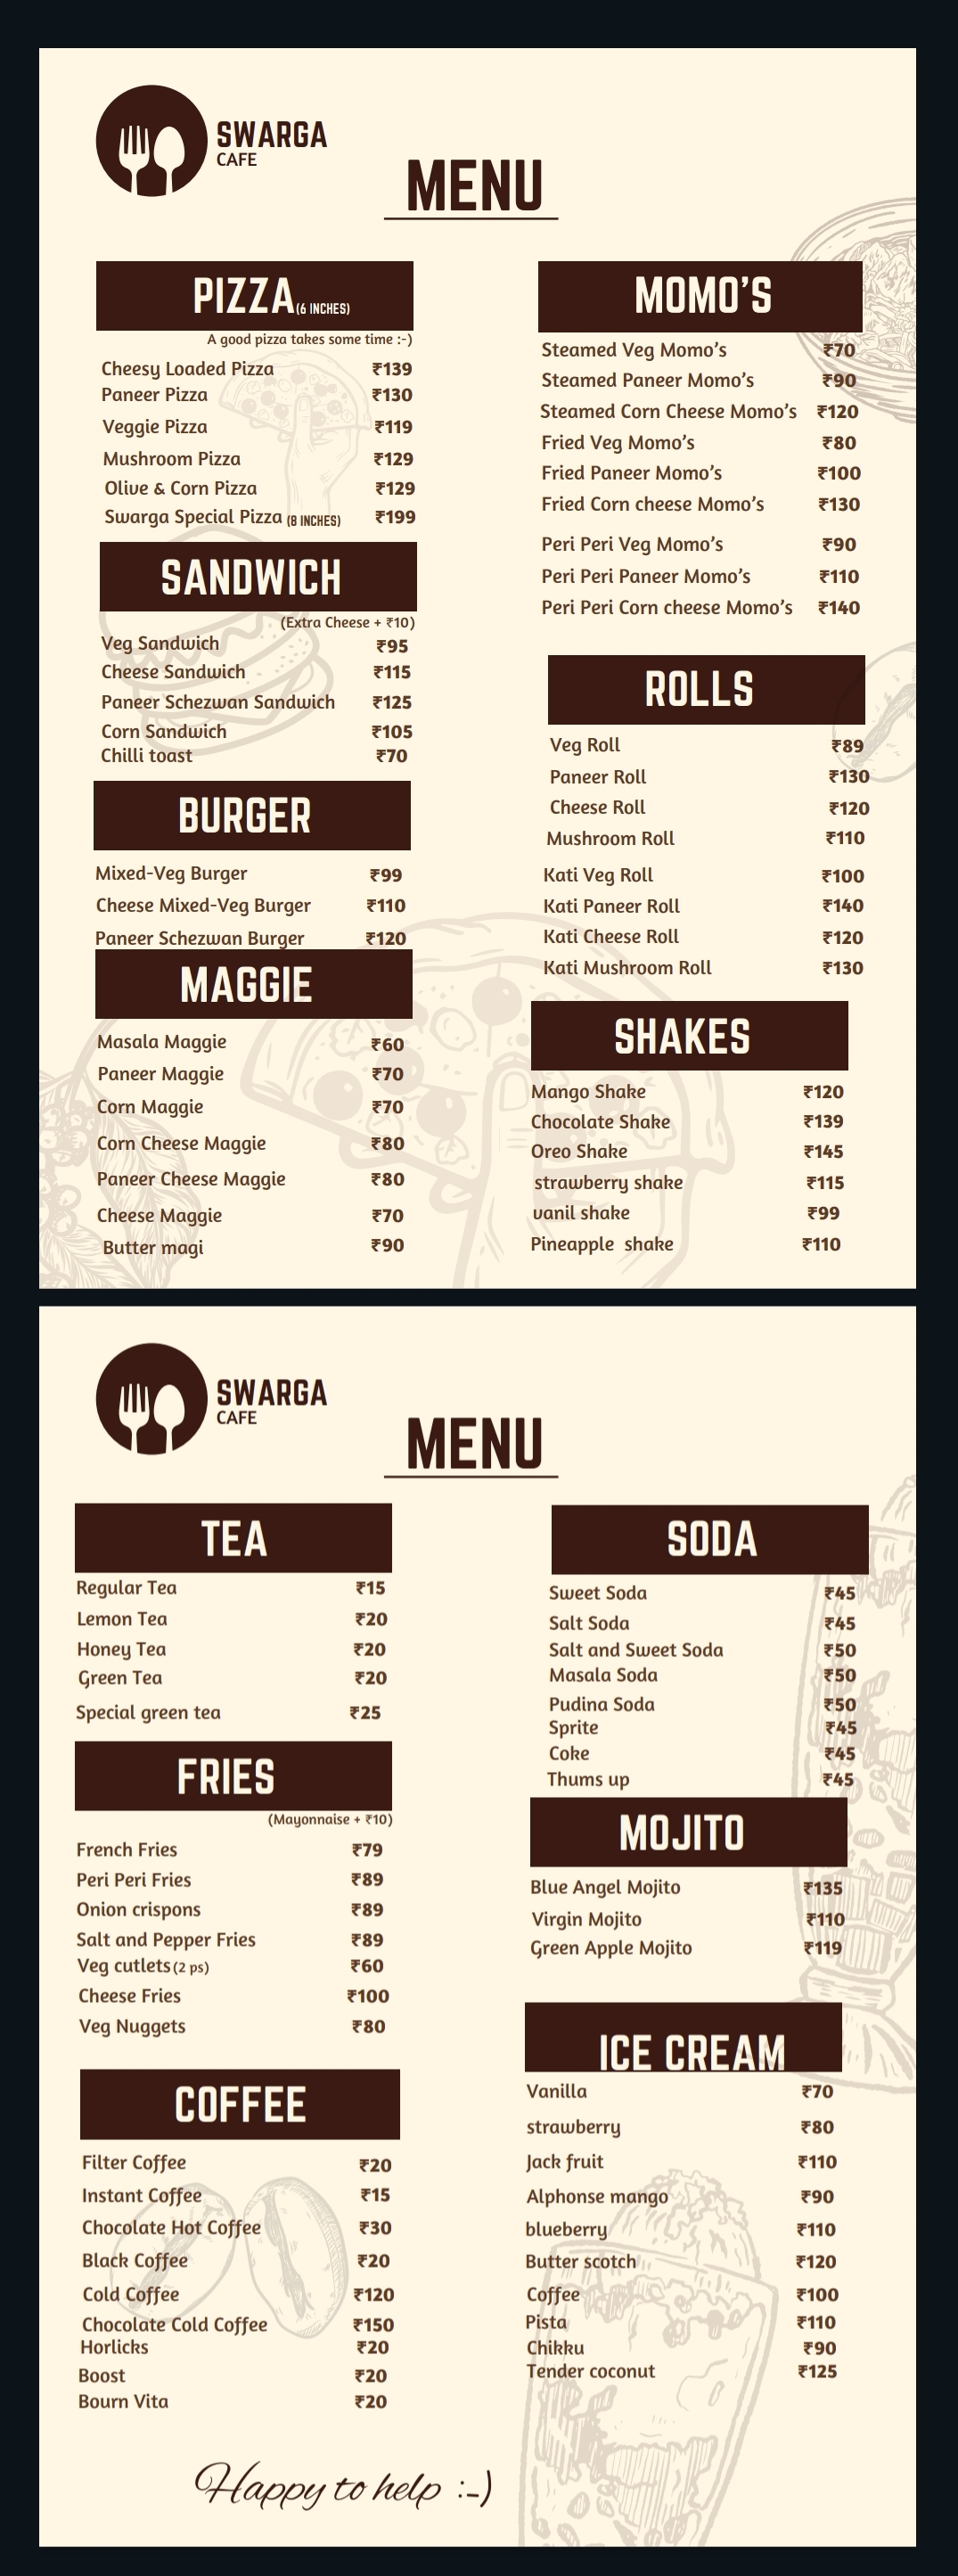 SWARGA
CAFE
MENU
PIZZA(6 INCHES)
A good pizza takes some time :-)
Cheesy Loaded Pizza ₹139
Paneer Pizza ₹130
Veggie Pizza ₹119
Mushroom Pizza ₹129
Olive & Corn Pizza ₹129
Swarga Special Pizza (8 INCHES) ₹199
SANDWICH
(Extra Cheese + ₹10)
Veg Sandwich ₹95
Cheese Sandwich ₹115
Paneer Schezwan Sandwich ₹125
Corn Sandwich ₹105
Chilli toast ₹70
BURGER
Mixed-Veg Burger ₹99
Cheese Mixed-Veg Burger ₹110
Paneer Schezwan Burger ₹120
MAGGIE
Masala Maggie ₹60
Paneer Maggie ₹70
Corn Maggie ₹70
Corn Cheese Maggie ₹80
Paneer Cheese Maggie ₹80
Cheese Maggie ₹70
Butter magi ₹90
MOMO'S
Steamed Veg Momo's ₹70
Steamed Paneer Momo's ₹90
Steamed Corn Cheese Momo's ₹120
Fried Veg Momo's ₹80
Fried Paneer Momo's ₹100
Fried Corn cheese Momo's ₹130
Peri Peri Veg Momo's ₹90
Peri Peri Paneer Momo's ₹110
Peri Peri Corn cheese Momo's ₹140
ROLLS
Veg Roll ₹89
Paneer Roll ₹130
Cheese Roll ₹120
Mushroom Roll ₹110
Kati Veg Roll ₹100
Kati Paneer Roll ₹140
Kati Cheese Roll ₹120
Kati Mushroom Roll ₹130
SHAKES
Mango Shake ₹120
Chocolate Shake ₹139
Oreo Shake ₹145
strawberry shake ₹115
vanil shake ₹99
Pineapple shake ₹110
SWARGA
CAFE
MENU
TEA
Regular Tea ₹15
Lemon Tea ₹20
Honey Tea ₹20
Green Tea ₹20
Special green tea ₹25
FRIES
(Mayonnaise + ₹10)
French Fries ₹79
Peri Peri Fries ₹89
Onion crispons ₹89
Salt and Pepper Fries ₹89
Veg cutlets(2 ps) ₹60
Cheese Fries ₹100
Veg Nuggets ₹80
COFFEE
Filter Coffee ₹20
Instant Coffee ₹15
Chocolate Hot Coffee ₹30
Black Coffee ₹20
Cold Coffee ₹120
Chocolate Cold Coffee ₹150
Horlicks ₹20
Boost ₹20
Bourn Vita ₹20
SODA
Sweet Soda ₹45
Salt Soda ₹45
Salt and Sweet Soda ₹50
Masala Soda ₹50
Pudina Soda ₹50
Sprite ₹45
Coke ₹45
Thums up ₹45
MOJITO
Blue Angel Mojito ₹135
Virgin Mojito ₹110
Green Apple Mojito ₹119
ICE CREAM
Vanilla ₹70
strawberry ₹80
Jack fruit ₹110
Alphonse mango ₹90
blueberry ₹110
Butter scotch ₹120
Coffee ₹100
Pista ₹110
Chikku ₹90
Tender coconut ₹125
Happy to help :-)